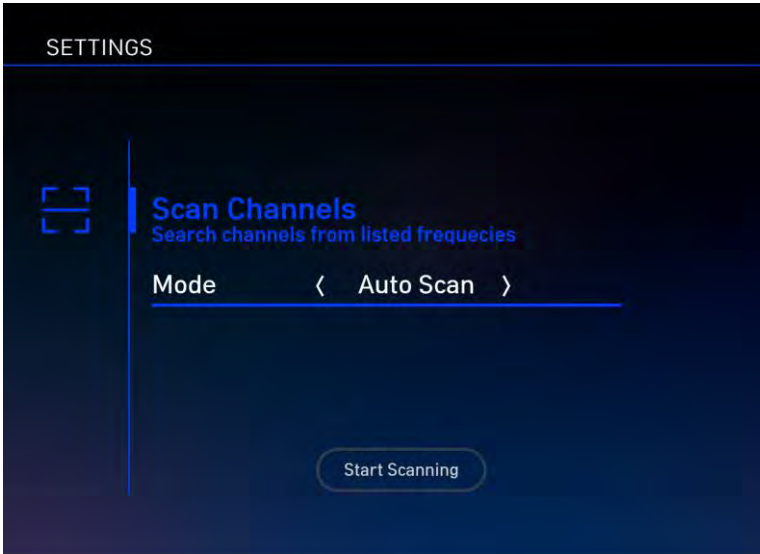 SETTINGS
Scan Channels
Search channels from listed frequecies
Mode 〈 Auto Scan 〉
Start Scanning